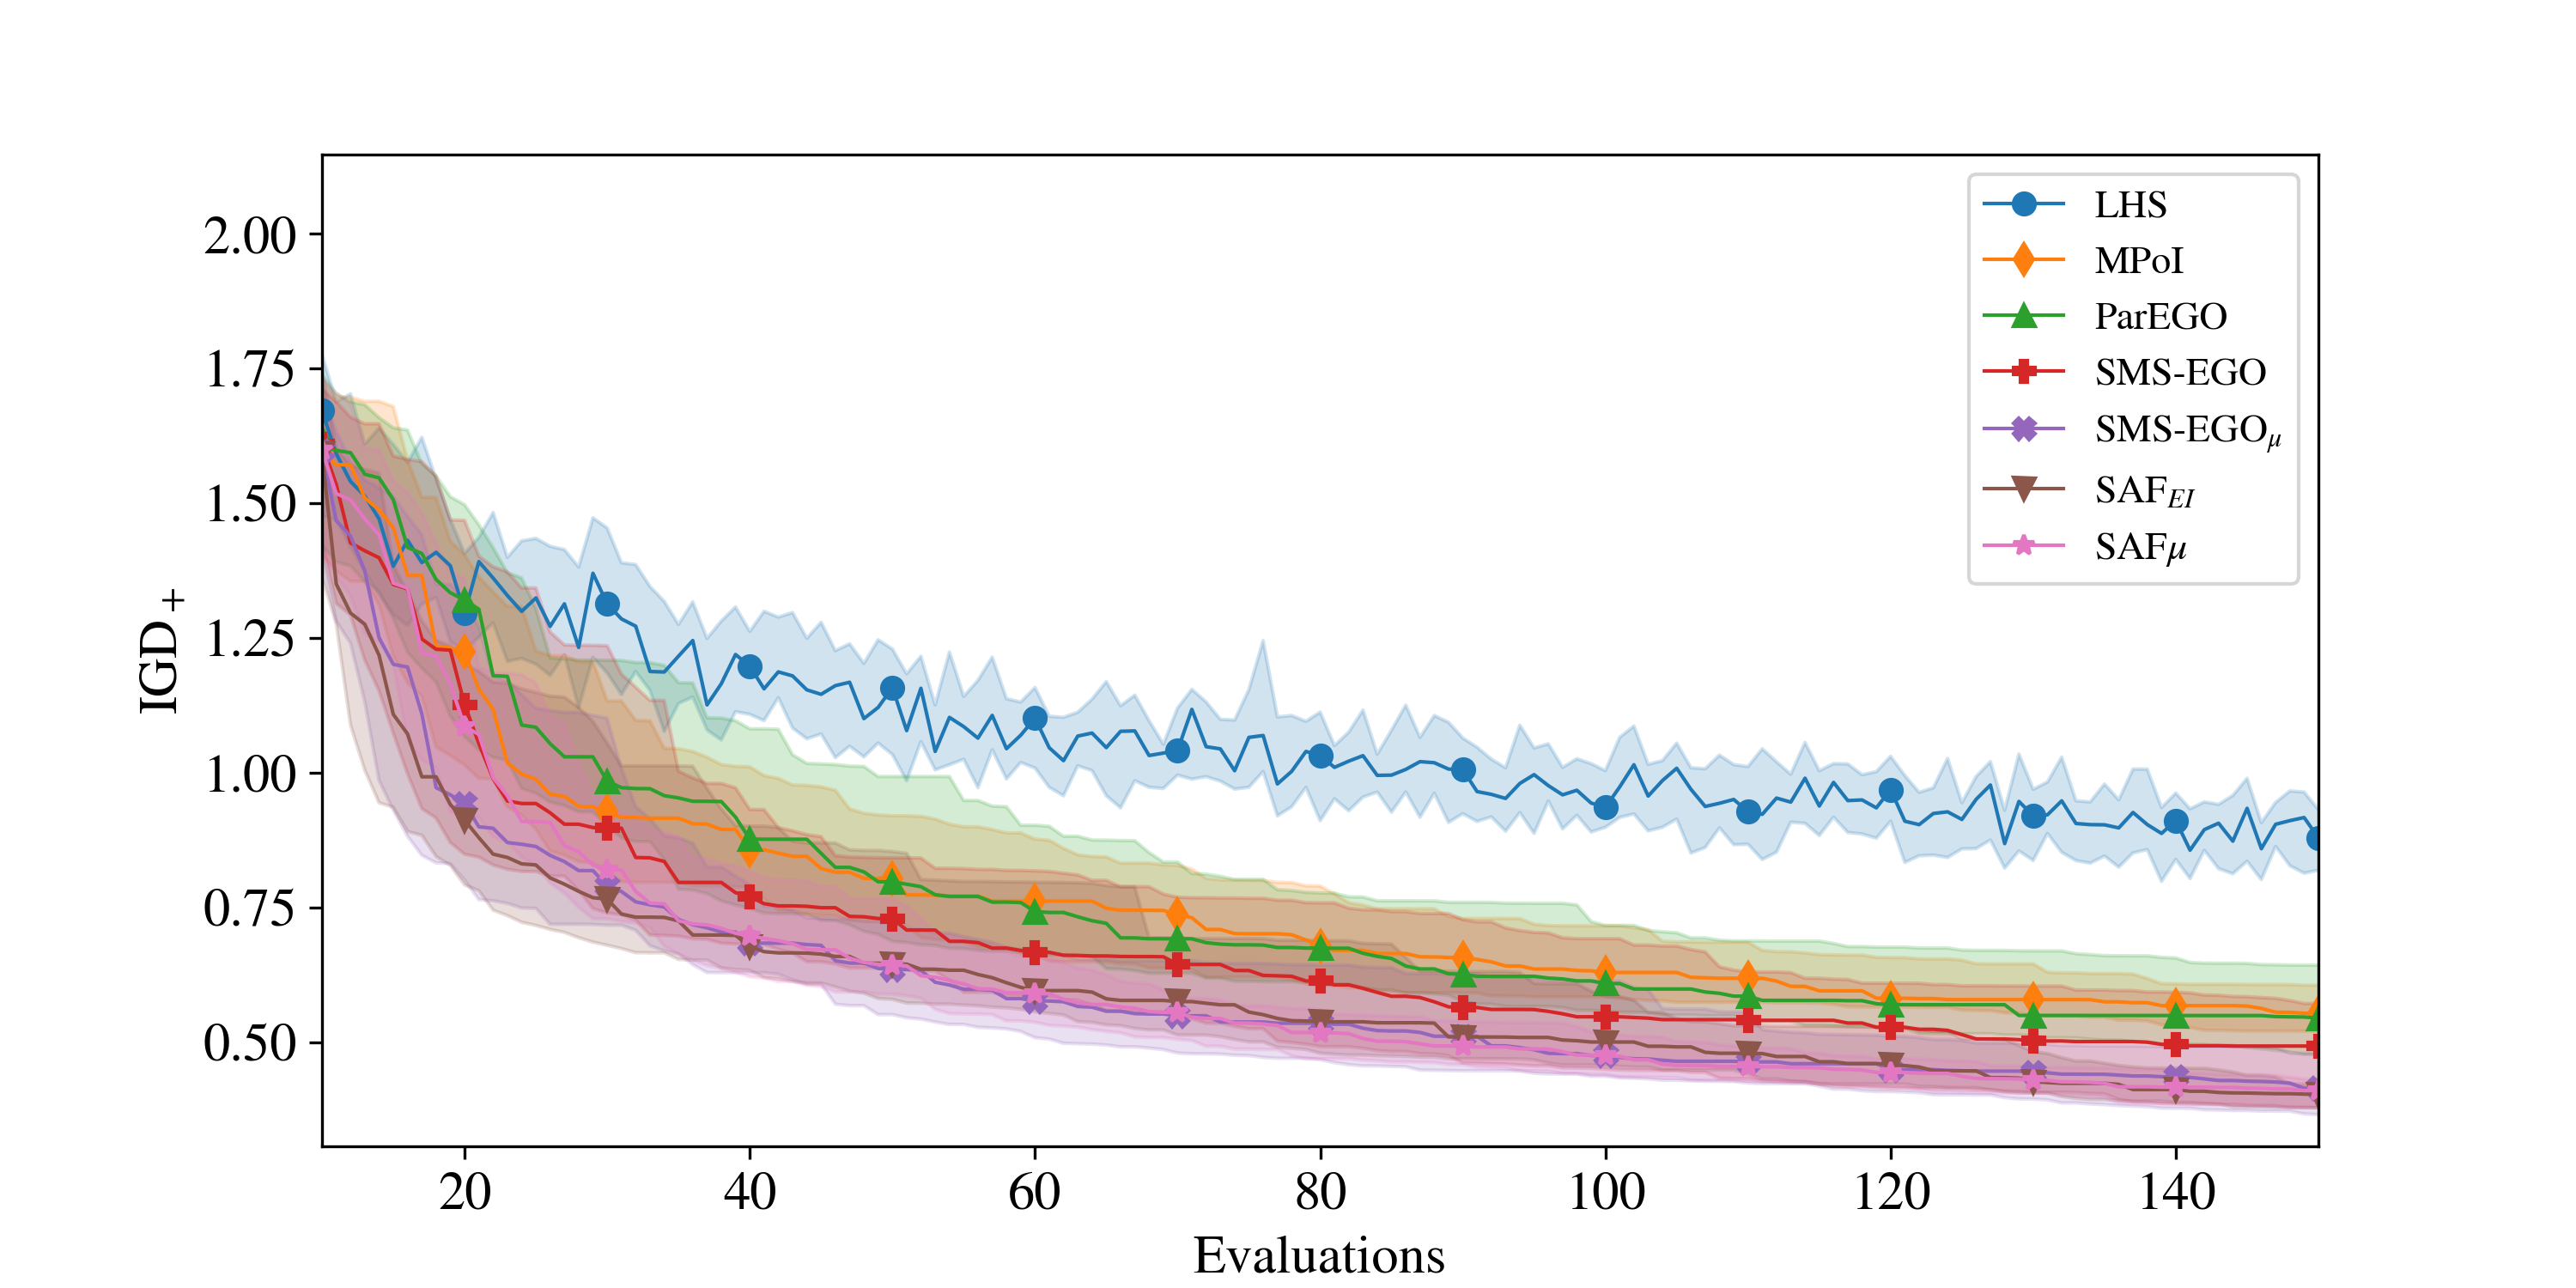 2.00
1.75
1.50
1.25
1.00
0.75
0.50
IGD+
20 40 60 80 100 120 140
Evaluations
LHS
MPoI
ParEGO
SMS-EGO
SMS-EGOμ
SAFEI
SAFμ